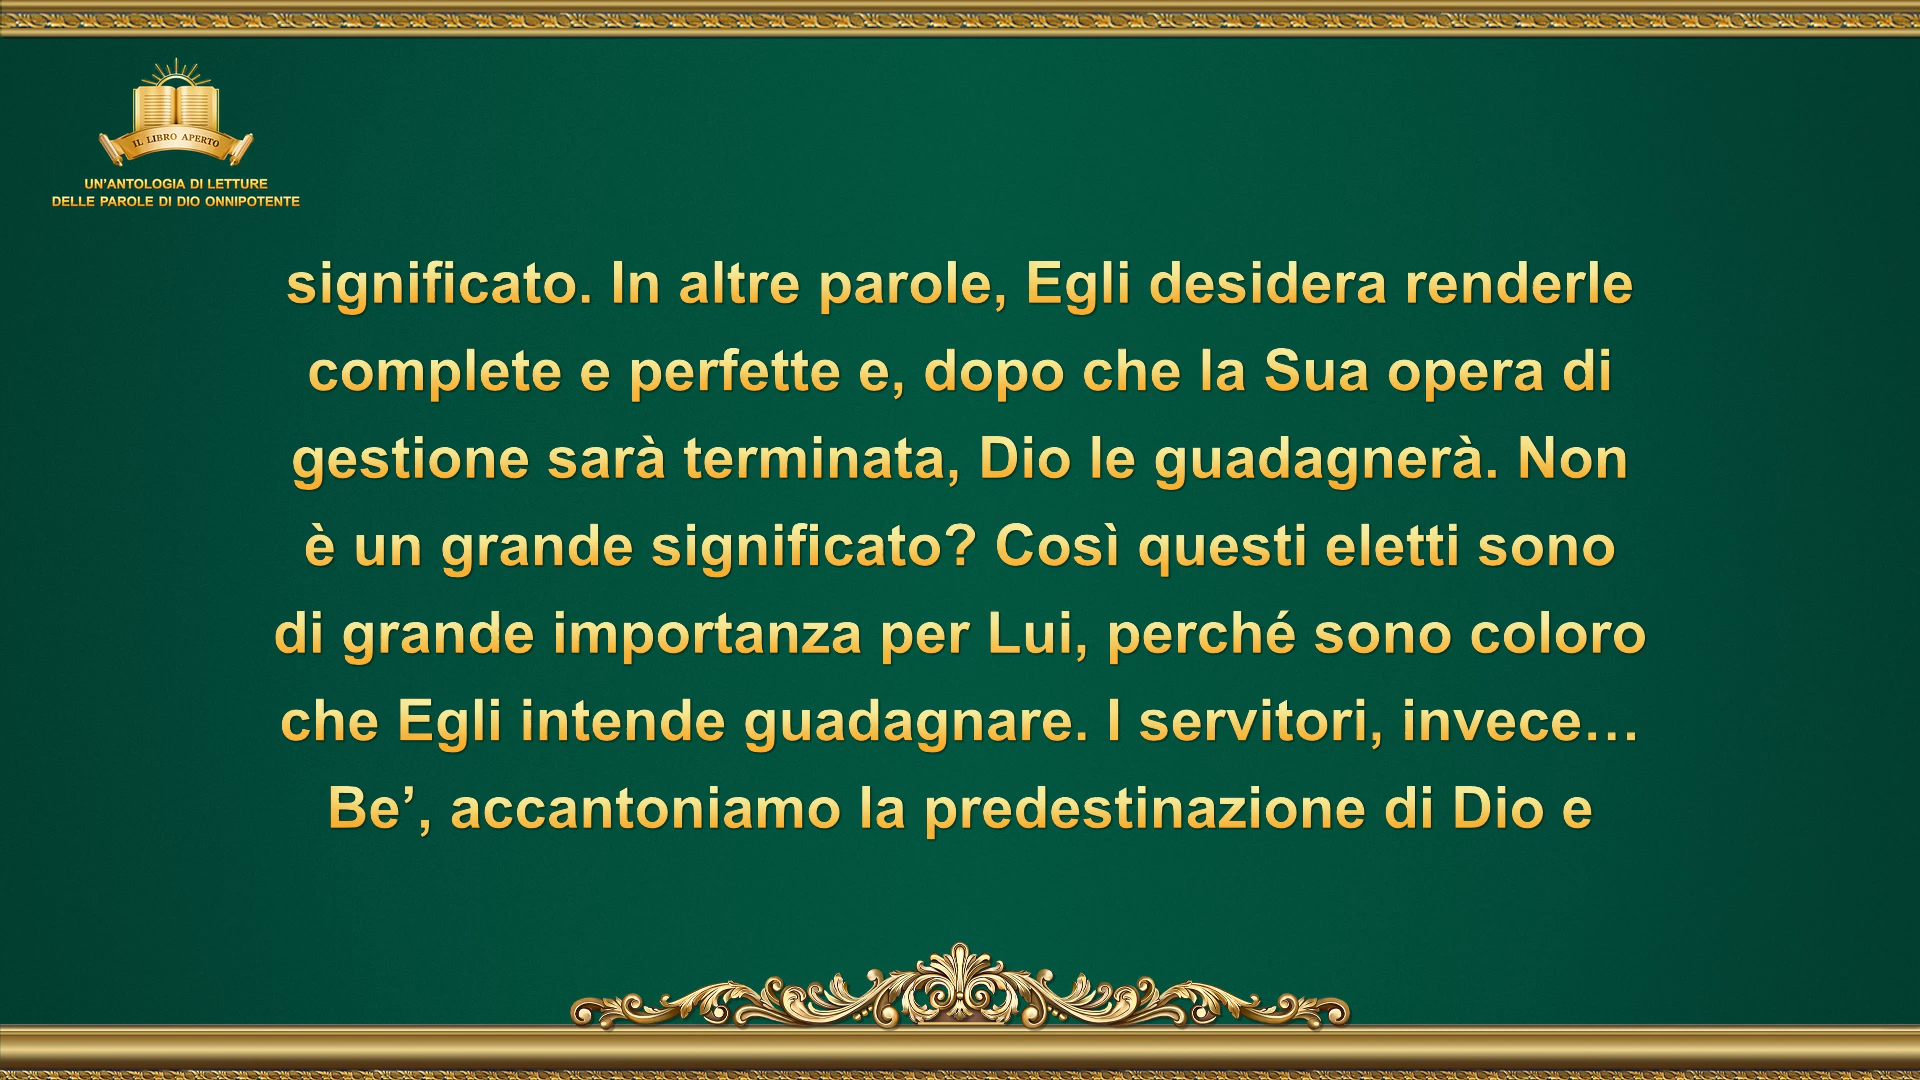 IL LIBRO APERTO
UN'ANTOLOGIA DI LETTURE
DELLE PAROLE DI DIO ONNIPOTENTE
significato. In altre parole, Egli desidera renderle
complete e perfette e, dopo che la Sua opera di
gestione sarà terminata, Dio le guadagnerà. Non
è un grande significato? Così questi eletti sono
di grande importanza per Lui, perché sono coloro
che Egli intende guadagnare. I servitori, invece…
Be’, accantoniamo la predestinazione di Dio e